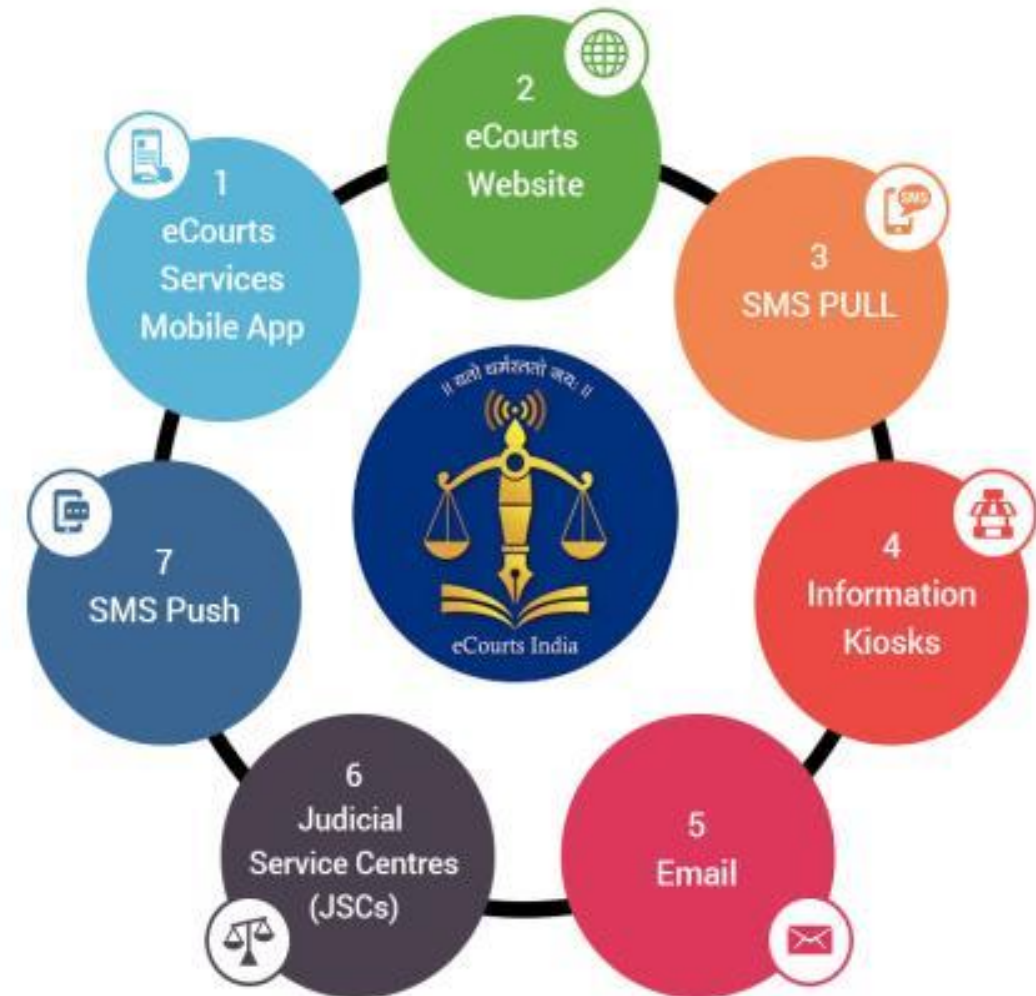 1
eCourts
Services
Mobile App
2
eCourts
Website
3
SMS PULL
SMS
4
Information
Kiosks
5
Email
6
Judicial
Service Centres
(JSCs)
7
SMS Push
॥ यतो धर्मस्ततो जयः ॥
eCourts India